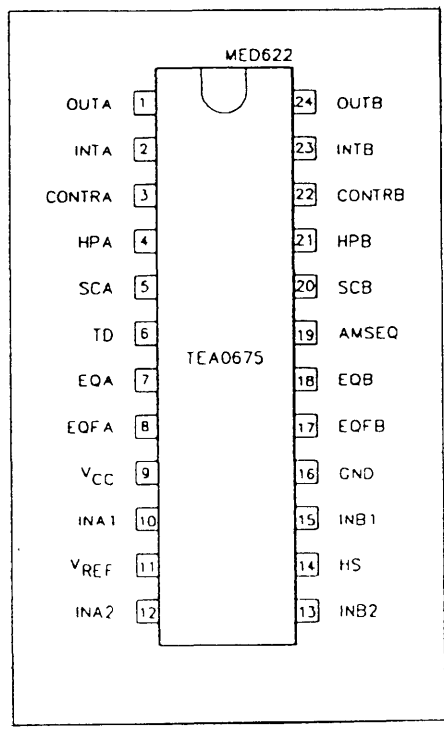 MED622
OUTA 1 24 OUTB
INTA 2 23 INTB
CONTRA 3 22 CONTRB
HPA 4 21 HPB
SCA 5 20 SCB
TD 6 19 AMSEQ
TEA0675
EQA 7 18 EQB
EQFA 8 17 EQFB
VCC 9 16 GND
INA1 10 15 INB1
VREF 11 14 HS
INA2 12 13 INB2